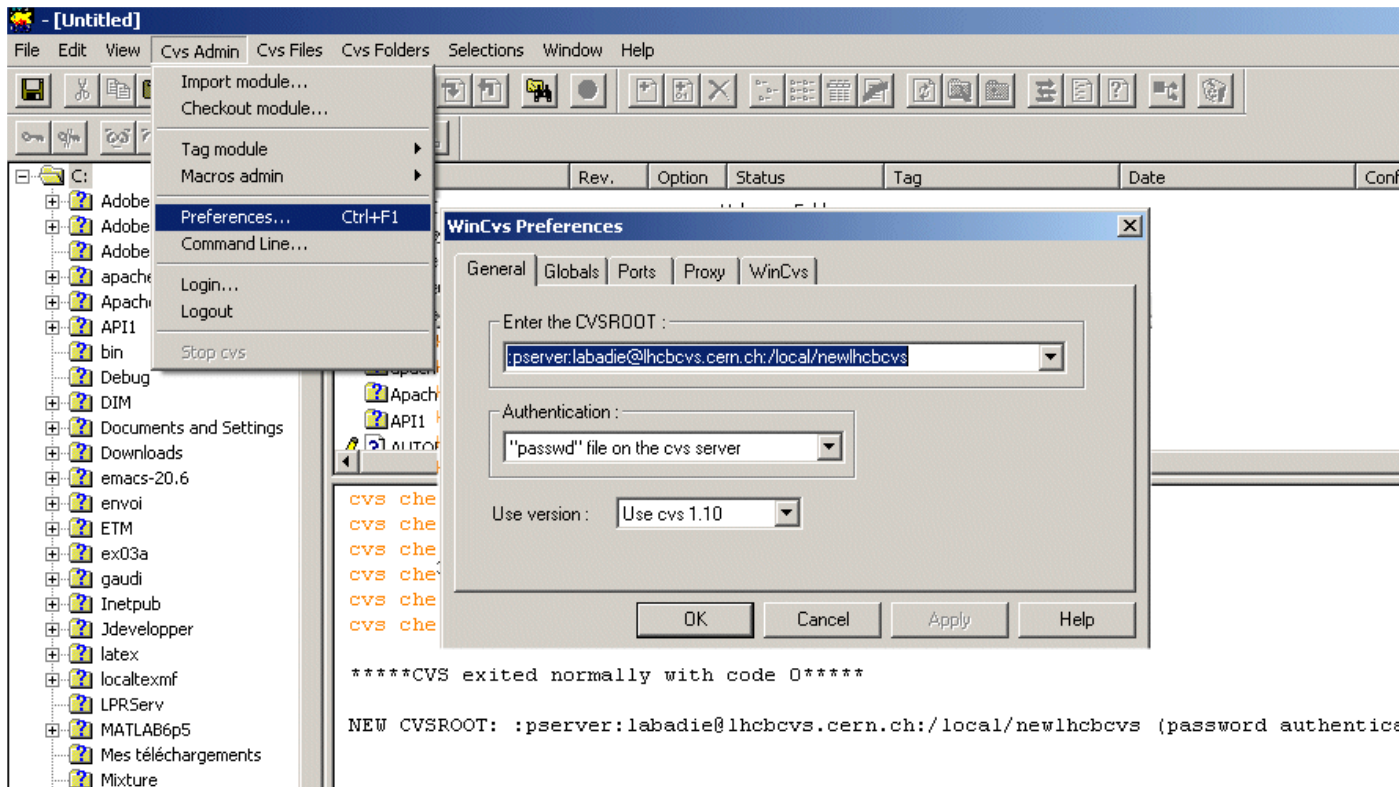 - [Untitled]
File Edit View Cvs Admin Cvs Files Cvs Folders Selections Window Help
Import module...
Checkout module...
Tag module
Macros admin
Preferences... Ctrl+F1
Command Line...
Login...
Logout
Stop cvs
Rev. Option Status Tag Date Conf
C:
Adobe
Adobe
Adobe
apache
Apach
API1
bin
Debug
DIM
Documents and Settings
Downloads
emacs-20.6
envoi
ETM
ex03a
gaudi
Inetpub
Jdevelopper
latex
localtexmf
LPRServ
MATLAB6p5
Mes téléchargements
Mixture
Apach
API1
WinCvs Preferences
General Globals Ports Proxy WinCvs
Enter the CVSROOT :
:pserver:labadie@lhcbcvs.cern.ch:/local/newlhcbcvs
Authentication :
"passwd" file on the cvs server
Use version : Use cvs 1.10
OK Cancel Apply Help
cvs che
cvs che
cvs che
cvs che
cvs che
cvs che
*****CVS exited normally with code 0*****
NEW CVSROOT: :pserver:labadie@lhcbcvs.cern.ch:/local/newlhcbcvs (password authentica